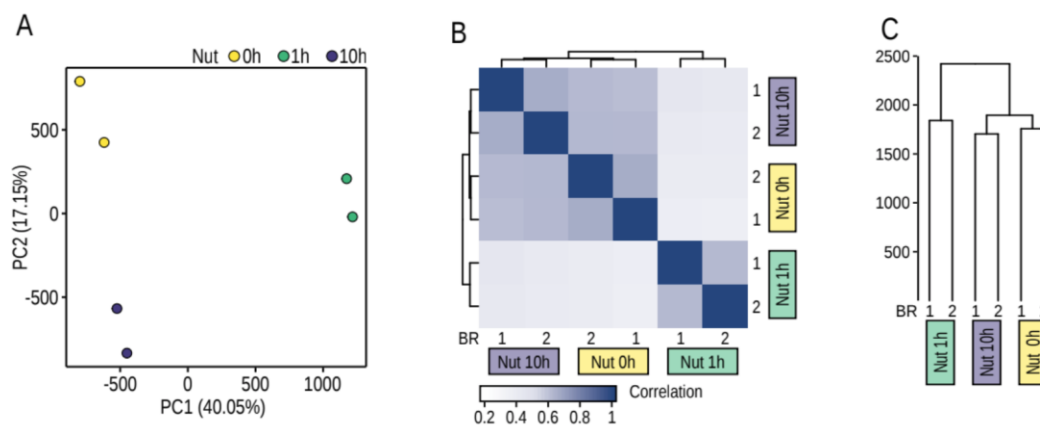 A
Nut 0h 1h 10h
500
0
-500
PC2 (17.15%)
-500 0 500 1000
PC1 (40.05%)
B
1
2
Nut 10h
2
1
Nut 0h
1
2
Nut 1h
BR 1 2 2 1 1 2
Nut 10h Nut 0h Nut 1h
Correlation
0.2 0.4 0.6 0.8 1
C
2500
2000
1500
1000
500
BR 1 2 1 2 1
Nut 1h
Nut 10h
Nut 0h